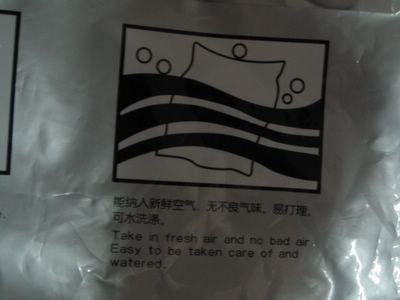 能纳入新鲜空气、无不良气味。易打理,
可水洗涤。
Take in fresh air and no bad air
Easy to be taken care of and
watered.